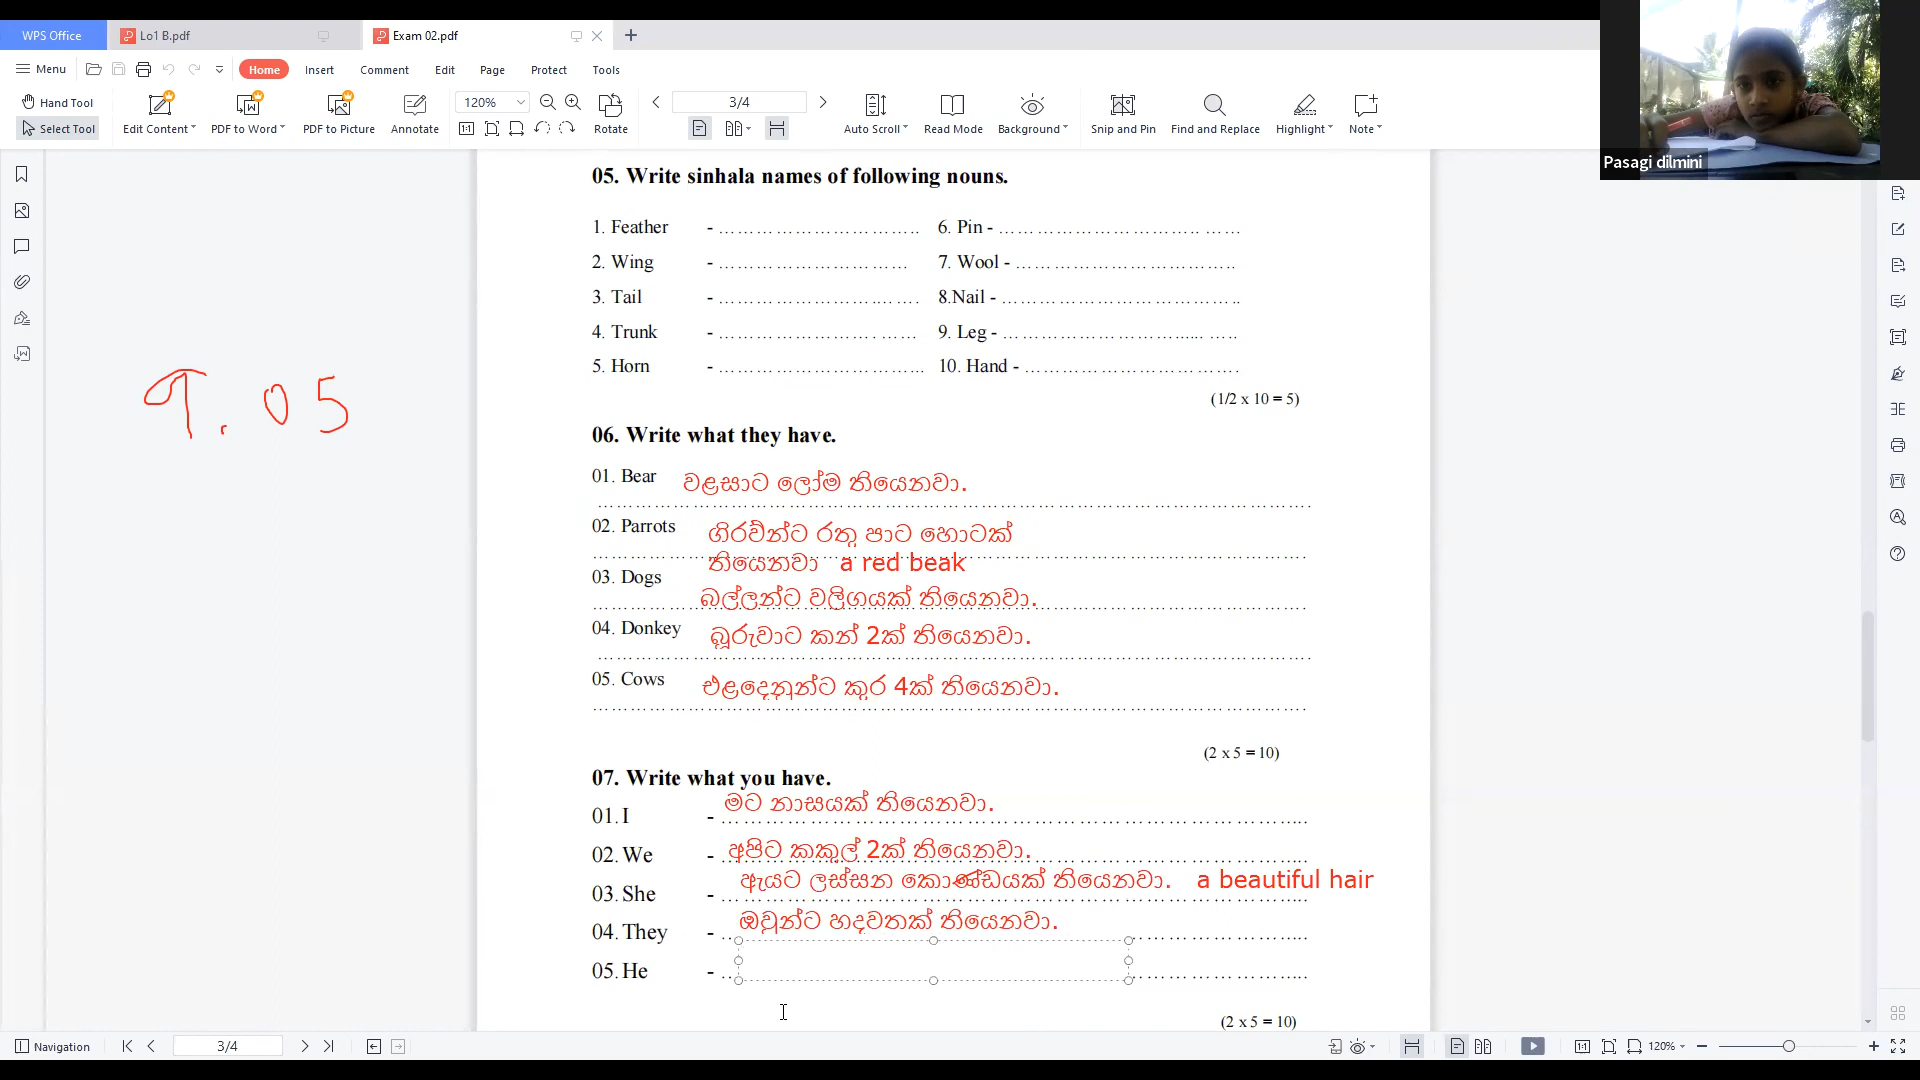 WPS Office Lo1 B.pdf Exam 02.pdf
Menu Home Insert Comment Edit Page Protect Tools
Hand Tool 120% 3/4
Select Tool Edit Content PDF to Word PDF to Picture Annotate Rotate Auto Scroll Read Mode Background Snip and Pin Find and Replace Highlight Note
Pasagi dilmini
05. Write sinhala names of following nouns.
1. Feather - ………………………….. 6. Pin - ………………………….. ……
2. Wing - ………………………… 7. Wool - ……………………………..
3. Tail - …………………….…… 8.Nail - ………………………………..
4. Trunk - ……………………. …… 9. Leg - ………………………..... …..
5. Horn - …………………………... 10. Hand - …………………………….
(1/2 x 10 = 5)
9. 05
06. Write what they have.
01. Bear වළසාට ලෝම තියෙනවා.
02. Parrots ගිරව්න්ට රතු පාට හොටක්
තියෙනවා a red beak
03. Dogs
බල්ලන්ට වලිගයක් තියෙනවා.
04. Donkey බූරුවාට කන් 2ක් තියෙනවා.
05. Cows එළදෙනුන්ට කුර 4ක් තියෙනවා.
(2 x 5 = 10)
07. Write what you have.
01. I - මට නාසයක් තියෙනවා.
02. We - අපිට කකුල් 2ක් තියෙනවා.
03. She - ඇයට ලස්සන කොණ්ඩයක් තියෙනවා. a beautiful hair
04. They - ඔවුන්ට හදවතක් තියෙනවා.
05. He -
(2 x 5 = 10)
Navigation 3/4 120%